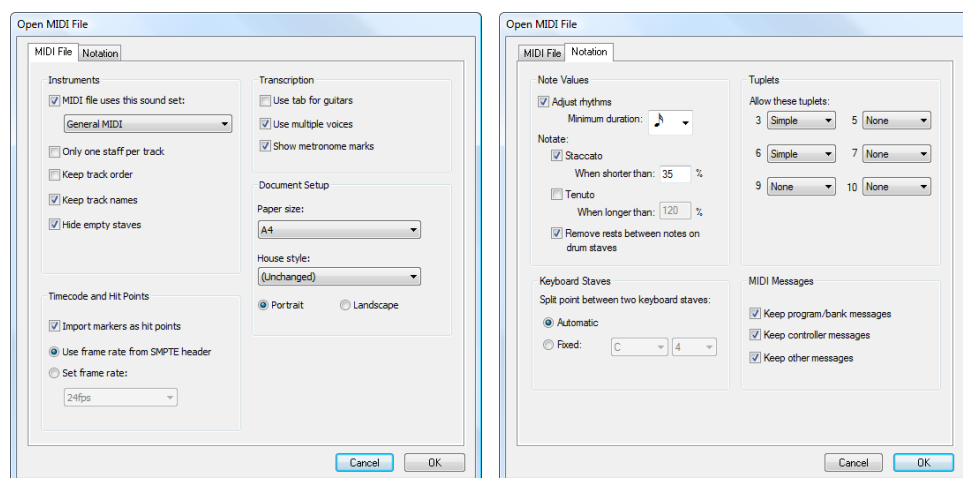 Open MIDI File
MIDI File Notation
Instruments
MIDI file uses this sound set:
General MIDI
Only one staff per track
Keep track order
Keep track names
Hide empty staves
Timecode and Hit Points
Import markers as hit points
Use frame rate from SMPTE header
Set frame rate:
24fps
Transcription
Use tab for guitars
Use multiple voices
Show metronome marks
Document Setup
Paper size:
A4
House style:
(Unchanged)
Portrait Landscape
Cancel OK
Open MIDI File
MIDI File Notation
Note Values
Adjust rhythms
Minimum duration:
Notate:
Staccato
When shorter than: 35 %
Tenuto
When longer than: 120 %
Remove rests between notes on
drum staves
Keyboard Staves
Split point between two keyboard staves:
Automatic
Fixed: C 4
Tuplets
Allow these tuplets:
3 Simple 5 None
6 Simple 7 None
9 None 10 None
MIDI Messages
Keep program/bank messages
Keep controller messages
Keep other messages
Cancel OK